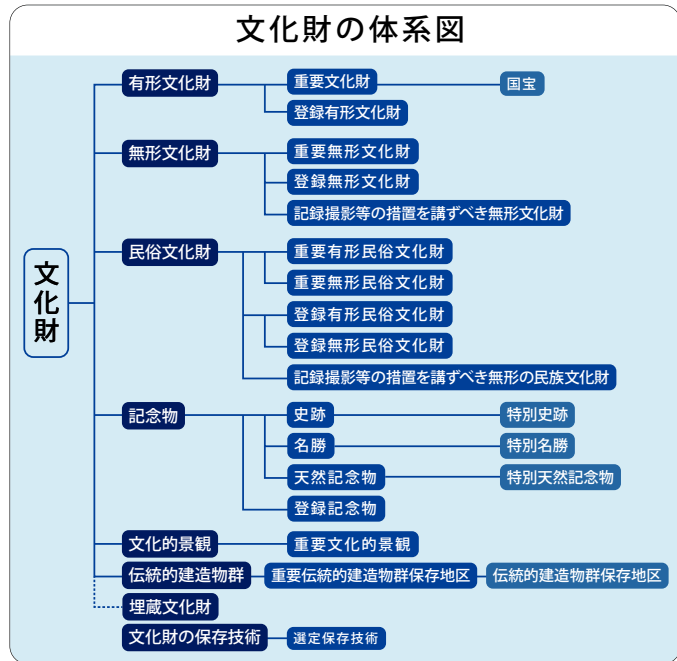 文化財の体系図
文化財
有形文化財
重要文化財
国宝
登録有形文化財
無形文化財
重要無形文化財
登録無形文化財
記録撮影等の措置を講ずべき無形文化財
民俗文化財
重要有形民俗文化財
重要無形民俗文化財
登録有形民俗文化財
登録無形民俗文化財
記録撮影等の措置を講ずべき無形の民族文化財
記念物
史跡
特別史跡
名勝
特別名勝
天然記念物
特別天然記念物
登録記念物
文化的景観
重要文化的景観
伝統的建造物群
重要伝統的建造物群保存地区
伝統的建造物群保存地区
埋蔵文化財
文化財の保存技術
選定保存技術